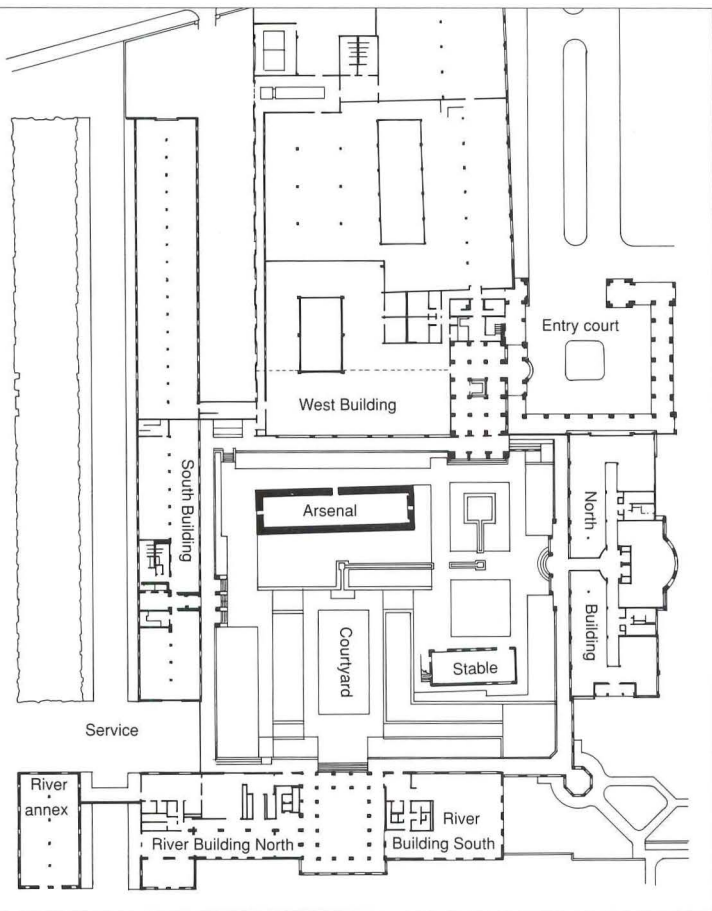 Entry court
West Building
South Building
Arsenal
North
Building
Courtyard
Stable
Service
River
annex
River Building North
River
Building South